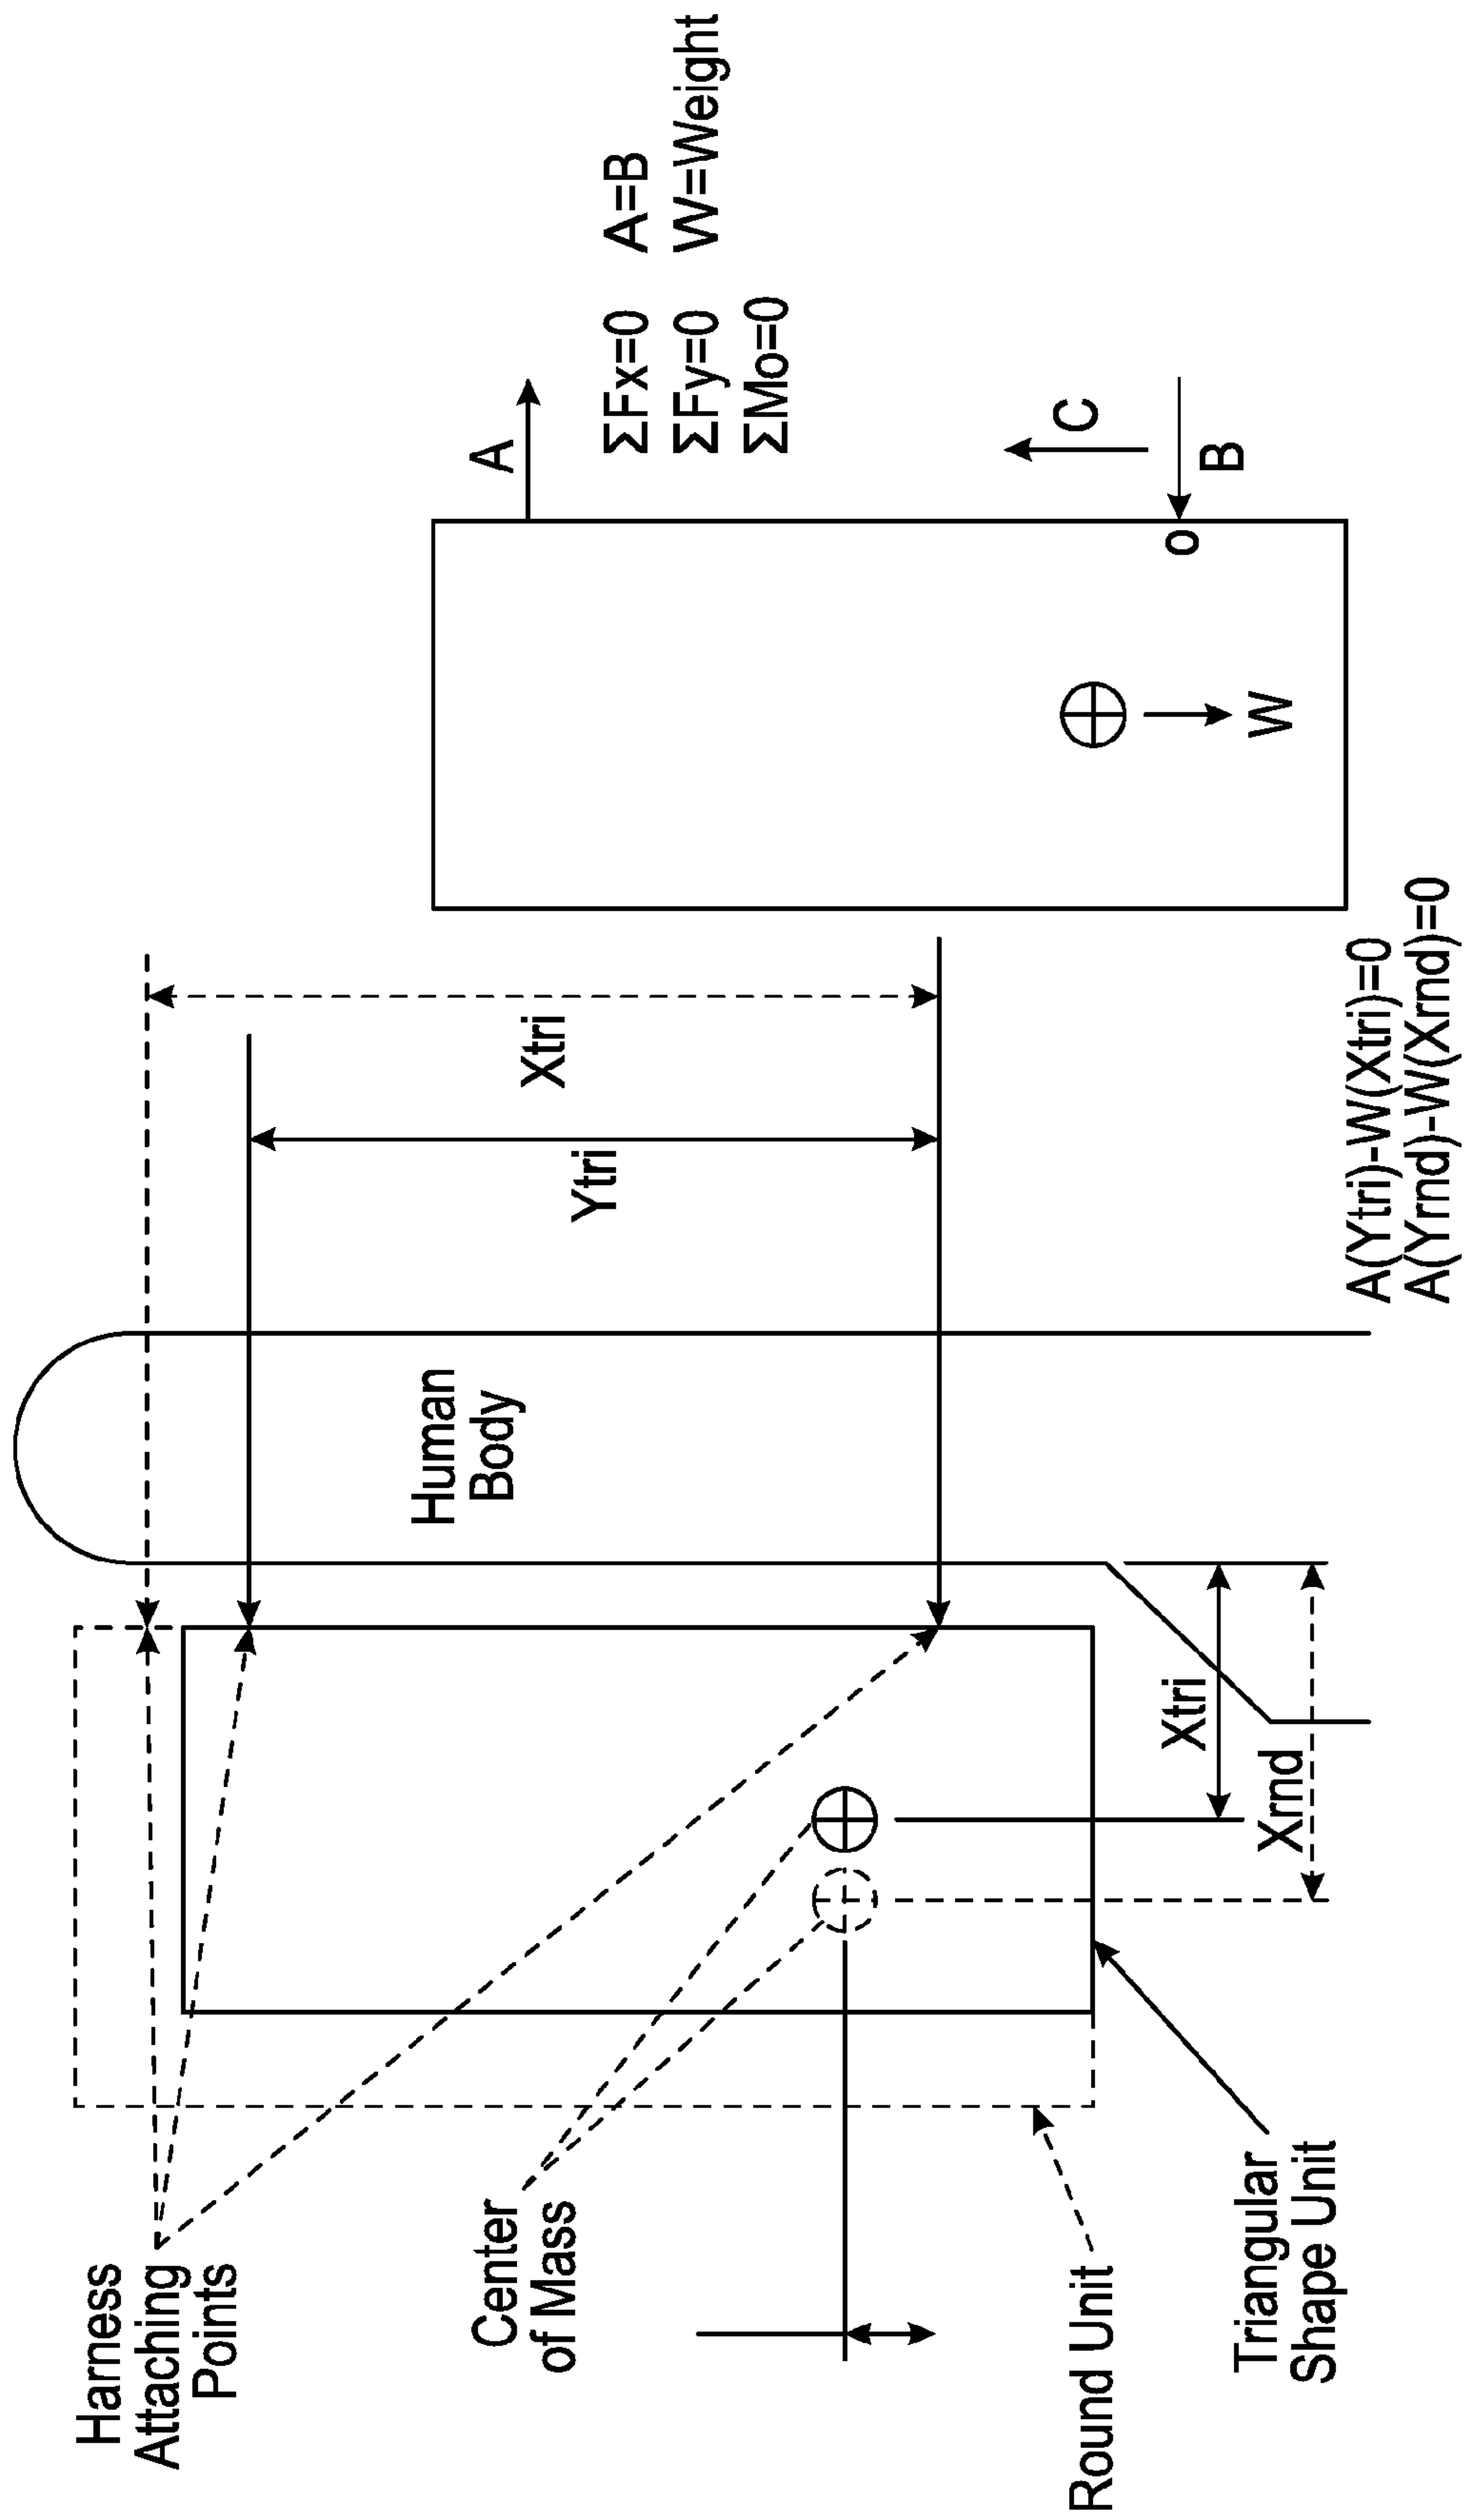 Harness
Attaching
Points
Center
of Mass
Round Unit
Triangular
Shape Unit
Xtri
Xrnd
Human
Body
Ytri
Xtri
A(Ytri)-W(Xtri)=0
A(Yrnd)-W(Xrnd)=0
A
C
B
o
W
ΣFx=0 A=B
ΣFy=0 W=Weight
ΣMo=0